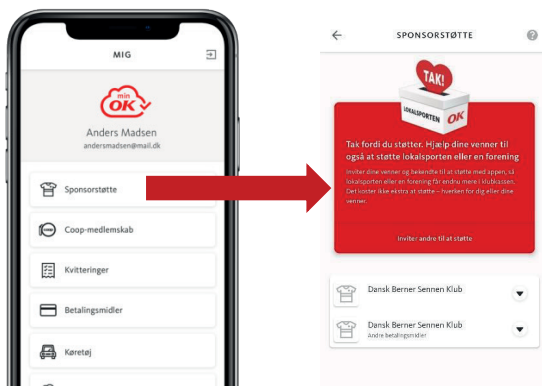 MIG
min
OK
Anders Madsen
andersmadsen@mail.dk
Sponsorstøtte
Coop-medlemskab
Kvitteringer
Betalingsmidler
Køretøj
SPONSORSTØTTE
?
TAK!
LOKALSPORTEN OK
Tak fordi du støtter. Hjælp dine venner til
også at støtte lokalsporten eller en forening
Inviter dine venner og bekendte til at støtte med appen, så
lokalsporten eller en forening får endnu mere i klubkassen.
Det koster ikke ekstra at støtte – hverken for dig eller dine
venner.
Inviter andre til at støtte
Dansk Berner Sennen Klub
Dansk Berner Sennen Klub
Andre betalingsmidler